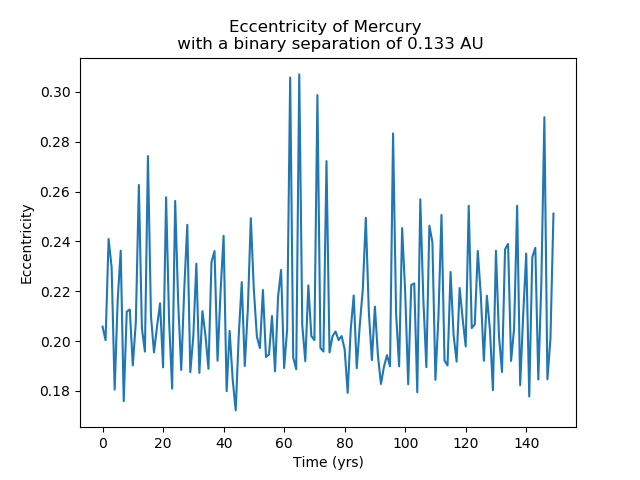 Eccentricity of Mercury
with a binary separation of 0.133 AU
0.30
0.28
0.26
0.24
0.22
0.20
0.18
Eccentricity
0 20 40 60 80 100 120 140
Time (yrs)